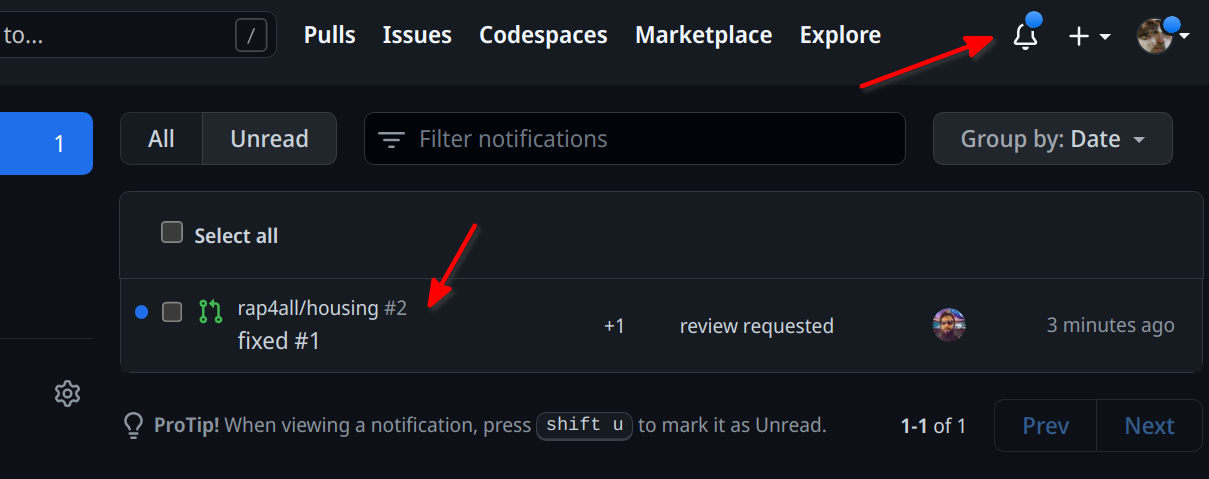 to... / Pulls Issues Codespaces Marketplace Explore
1 All Unread Filter notifications Group by: Date
Select all
rap4all/housing #2
fixed #1
+1 review requested 3 minutes ago
ProTip! When viewing a notification, press shift u to mark it as Unread. 1-1 of 1 Prev Next